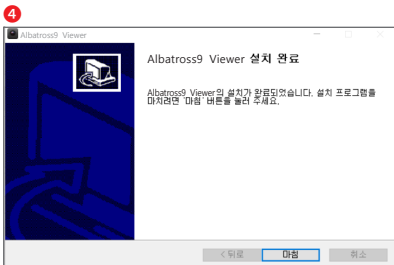 4
Albatross9 Viewer
Albatross9 Viewer 설치 완료
Albatross9 Viewer의 설치가 완료되었습니다. 설치 프로그램을
마치려면 '마침' 버튼을 눌러 주세요.
< 뒤로
마침
취소